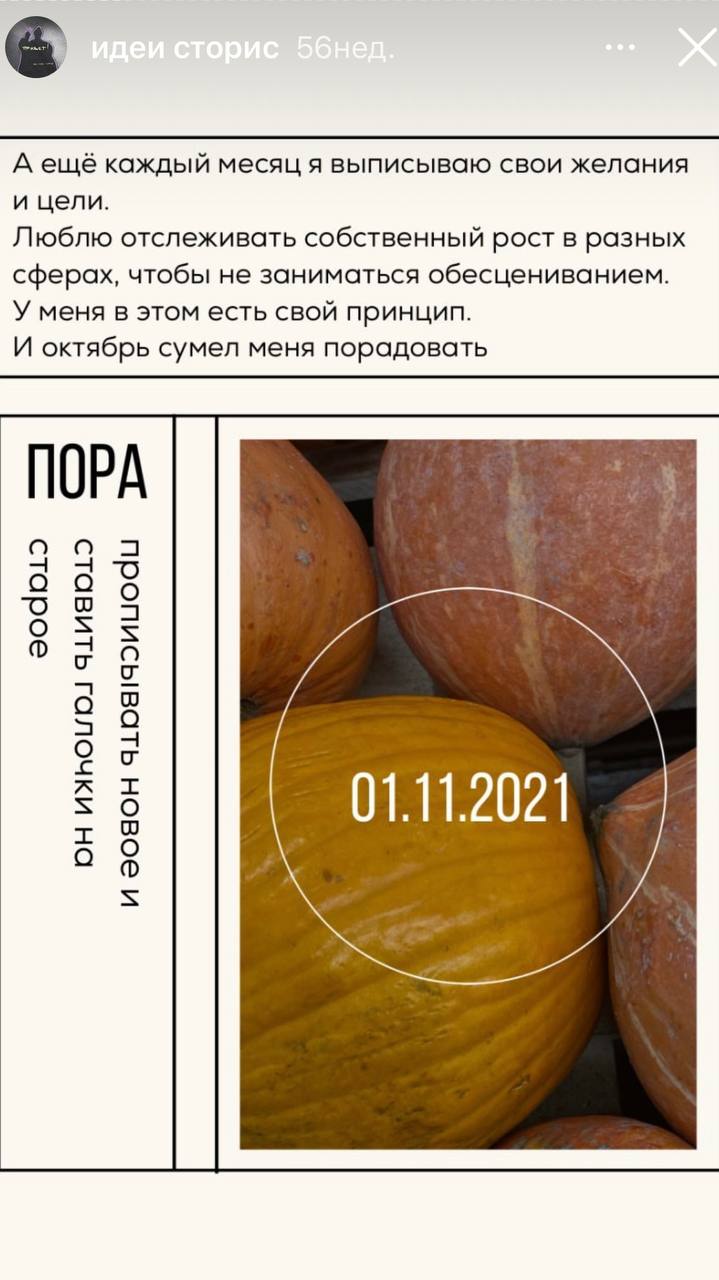 идеи сторис 56нед.
А ещё каждый месяц я выписываю свои желания
и цели.
Люблю отслеживать собственный рост в разных
сферах, чтобы не заниматься обесцениванием.
У меня в этом есть свой принцип.
И октябрь сумел меня порадовать
ПОРА
прописывать новое и
ставить галочки на
старое
01.11.2021